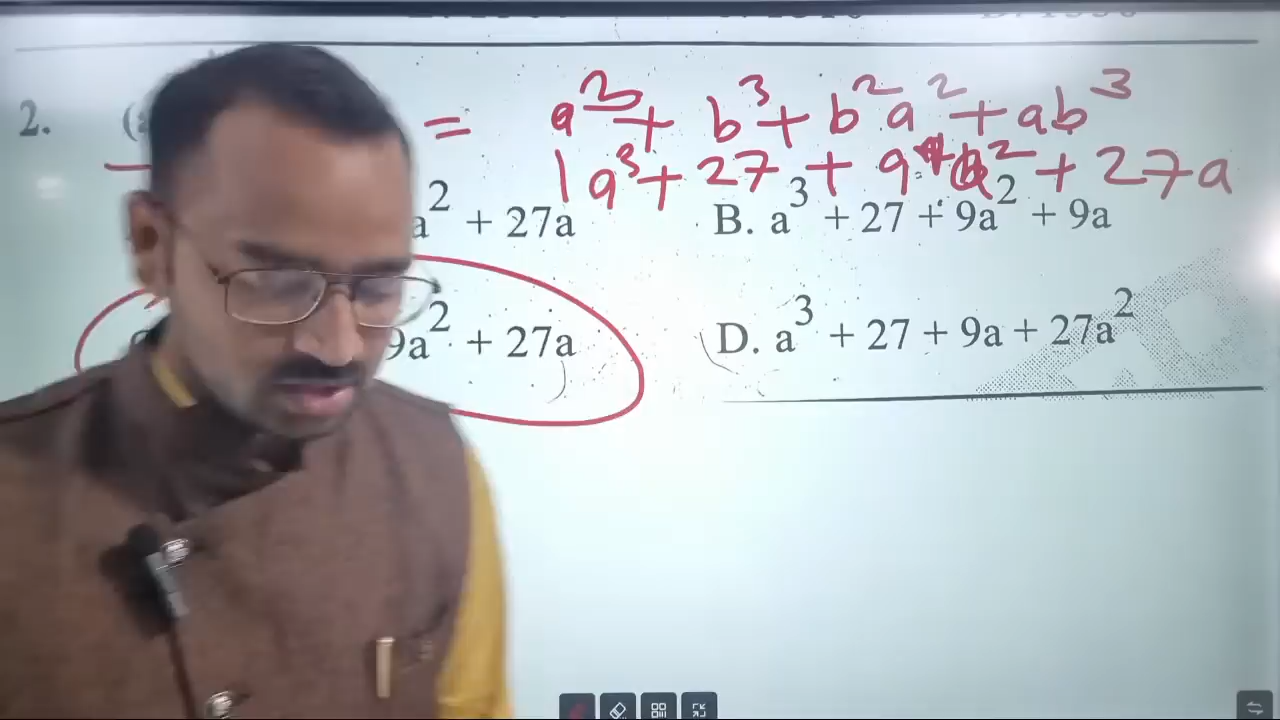 2. (a = a³ + b³ + b²a² + ab³
1a³ + 27 + 9a² + 27a
a² + 27a
B. a³ + 27 + 9a² + 9a
9a² + 27a
D. a³ + 27 + 9a + 27a²